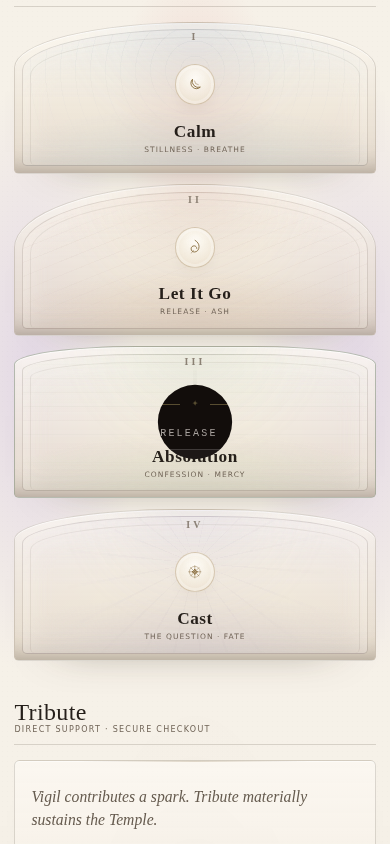 I
Calm
STILLNESS · BREATHE
II
Let It Go
RELEASE · ASH
III
RELEASE
Absolution
CONFESSION · MERCY
IV
Cast
THE QUESTION · FATE
Tribute
DIRECT SUPPORT · SECURE CHECKOUT
Vigil contributes a spark. Tribute materially
sustains the Temple.